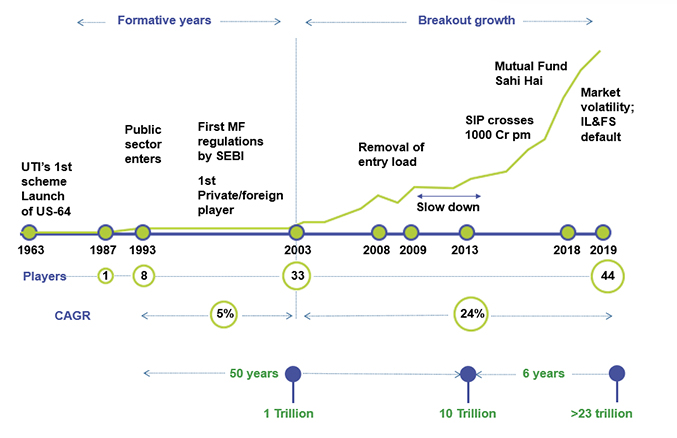 Formative years
Breakout growth
Mutual Fund
Sahi Hai
Market
volatility;
IL&FS
default
SIP crosses
1000 Cr pm
First MF
regulations
by SEBI
Public
sector
enters
Removal of
entry load
UTI's 1st
scheme
Launch
of US-64
1st
Private/foreign
player
Slow down
1963 1987 1993 2003 2008 2009 2013 2018 2019
Players 1 8 33 44
CAGR 5% 24%
50 years 6 years
1 Trillion 10 Trillion >23 trillion